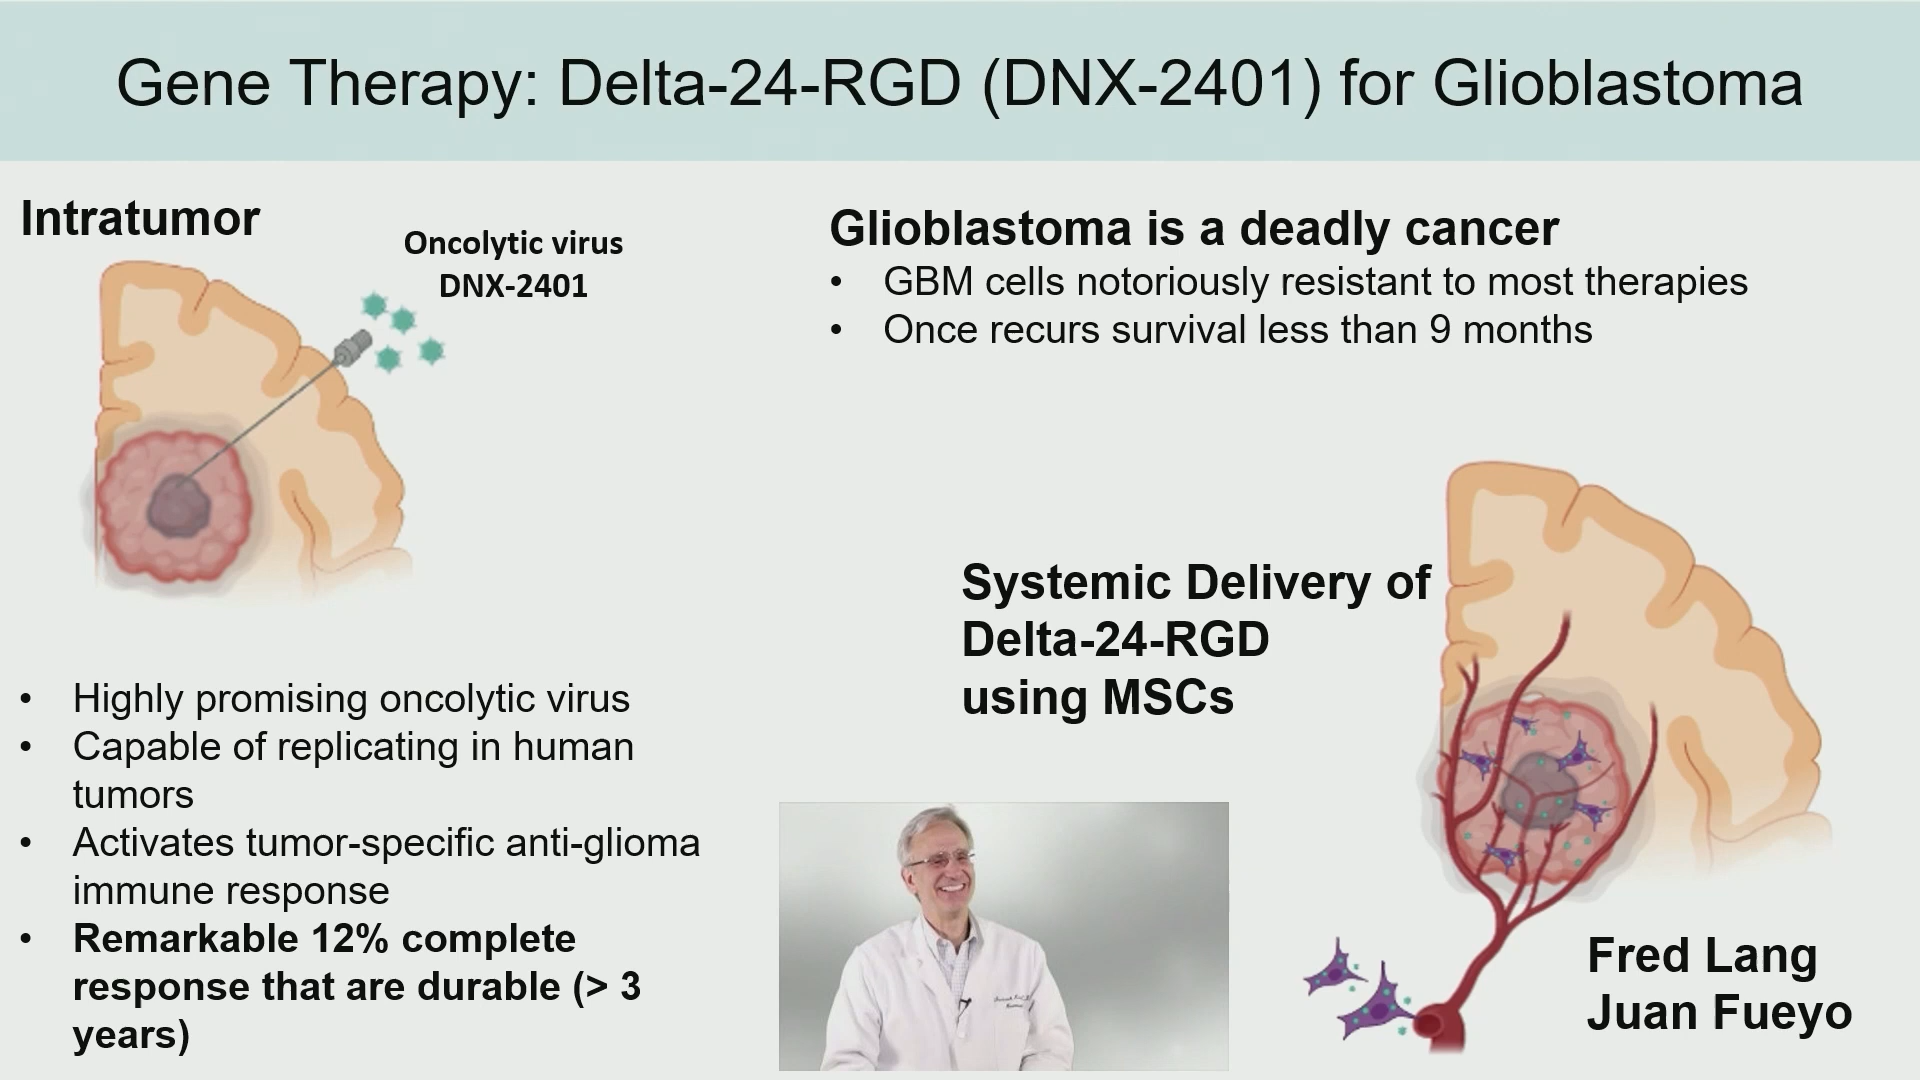 Gene Therapy: Delta-24-RGD (DNX-2401) for Glioblastoma
Intratumor
Oncolytic virus
DNX-2401
• Highly promising oncolytic virus
• Capable of replicating in human
tumors
• Activates tumor-specific anti-glioma
immune response
• Remarkable 12% complete
response that are durable (> 3
years)
Glioblastoma is a deadly cancer
• GBM cells notoriously resistant to most therapies
• Once recurs survival less than 9 months
Systemic Delivery of
Delta-24-RGD
using MSCs
Fred Lang
Juan Fueyo